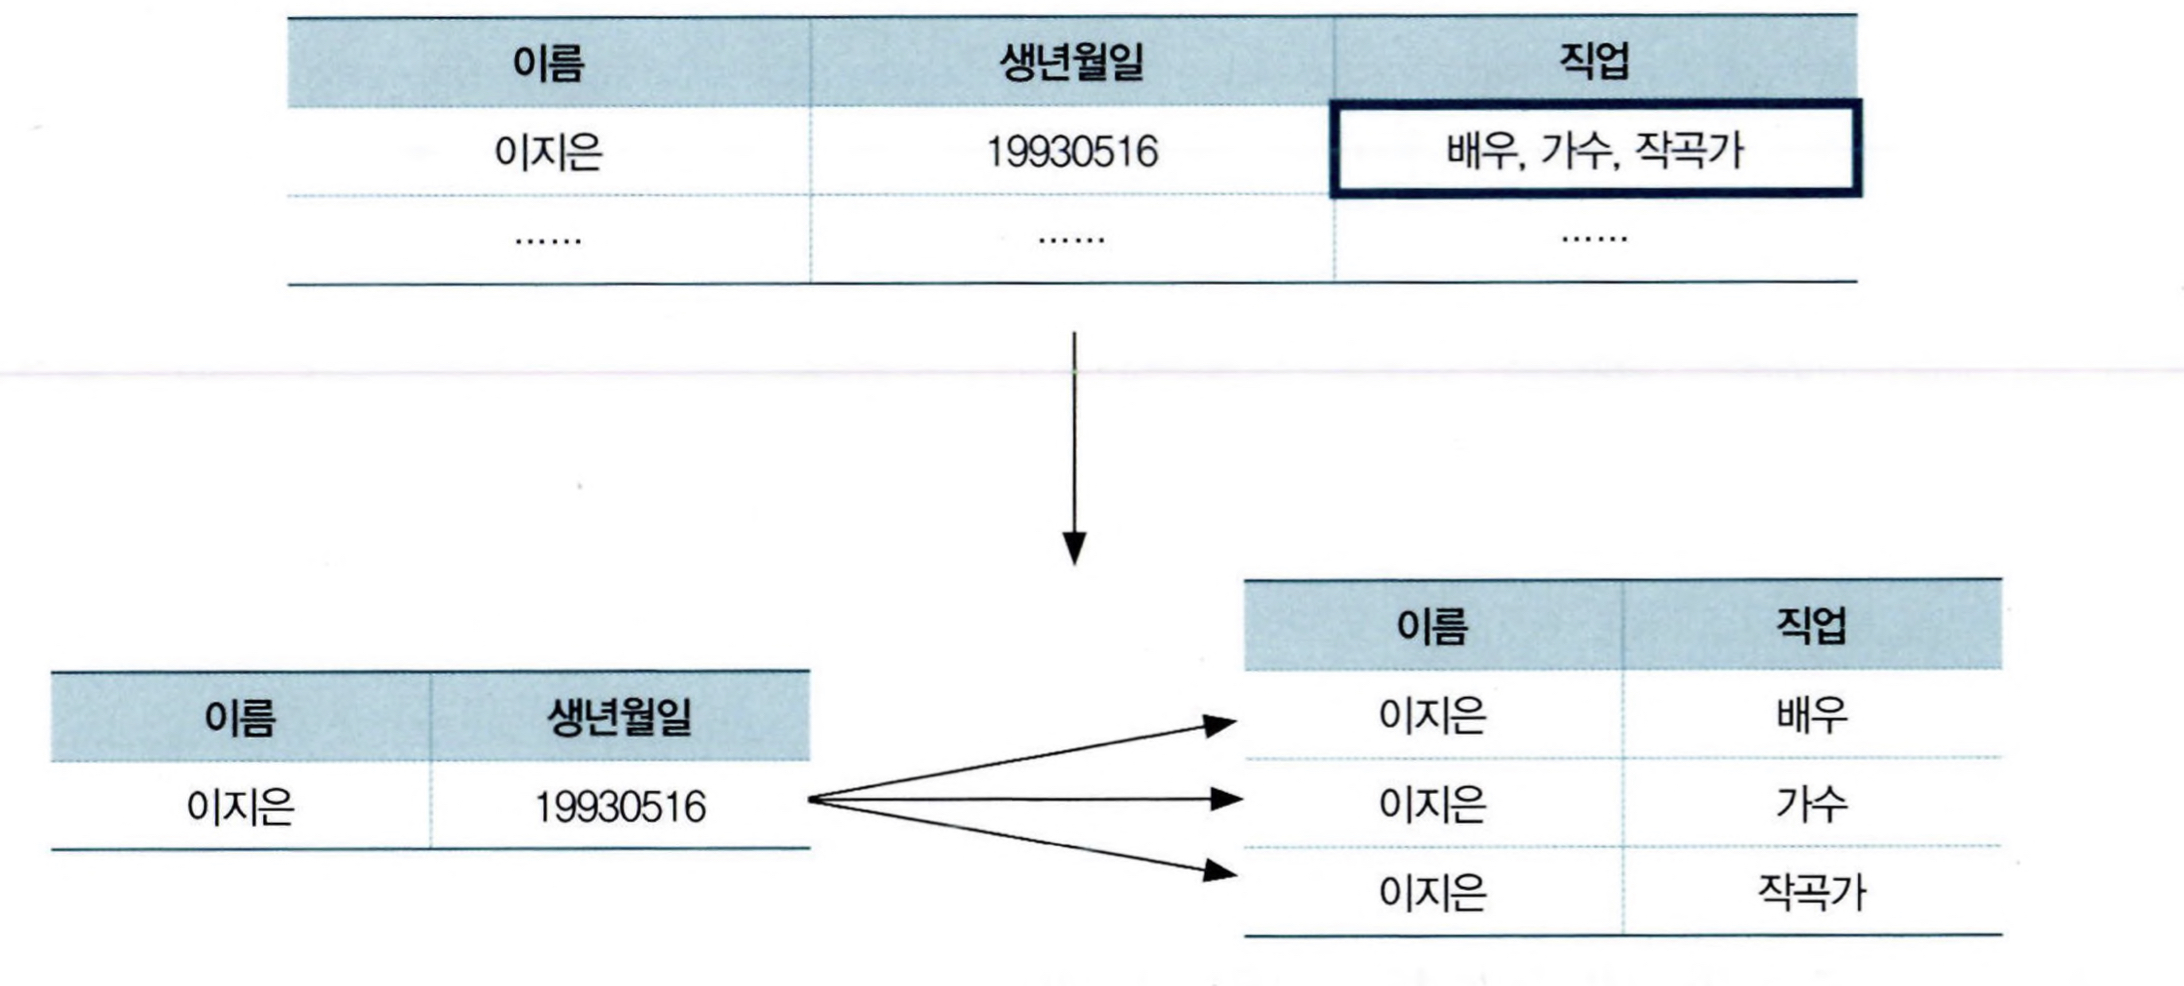 이름 생년월일 직업
이지은 19930516 배우, 가수, 작곡가
…… …… ……
이름 직업
이름 생년월일
이지은 배우
이지은 19930516
이지은 가수
이지은 작곡가